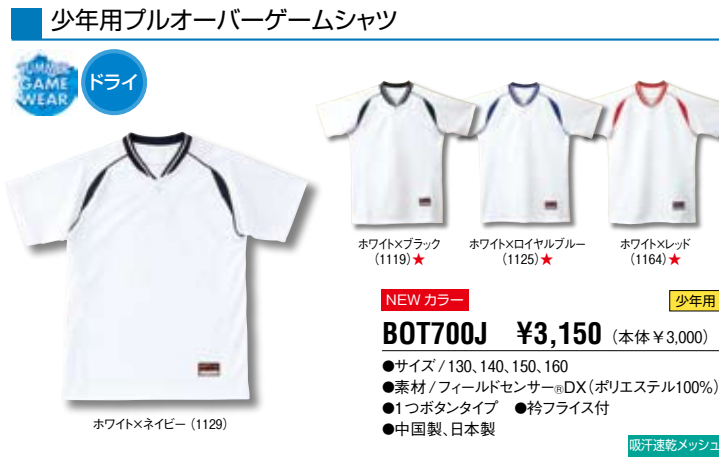 少年用プルオーバーゲームシャツ
SUMMER
GAME
WEAR
ドライ
ホワイト×ブラック
(1119)★
ホワイト×ロイヤルブルー
(1125)★
ホワイト×レッド
(1164)★
ホワイト×ネイビー (1129)
NEW カラー
少年用
BOT700J ¥3,150 (本体¥3,000)
●サイズ/130、140、150、160
●素材/フィールドセンサー®DX(ポリエステル100%)
●1つボタンタイプ ●衿フライス付
●中国製、日本製
吸汗速乾メッシュ